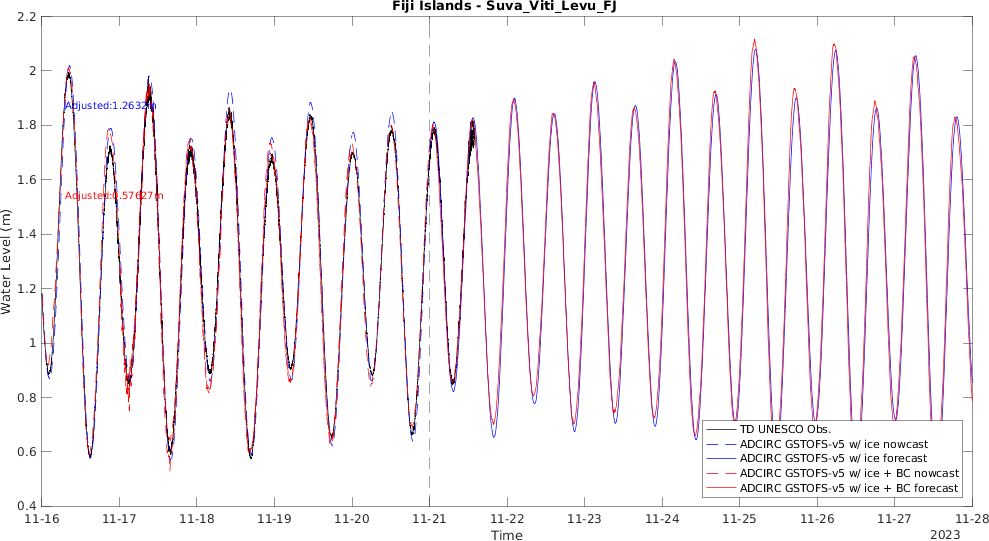 Fiji Islands - Suva_Viti_Levu_FJ
2.2
2
1.8
1.6
1.4
1.2
1
0.8
0.6
0.4
Water Level (m)
Adjusted:1.2632m
Adjusted:0.57627m
TD UNESCO Obs.
ADCIRC GSTOFS-v5 w/ ice nowcast
ADCIRC GSTOFS-v5 w/ ice forecast
ADCIRC GSTOFS-v5 w/ ice + BC nowcast
ADCIRC GSTOFS-v5 w/ ice + BC forecast
11-16 11-17 11-18 11-19 11-20 11-21 11-22 11-23 11-24 11-25 11-26 11-27 11-28
Time
2023